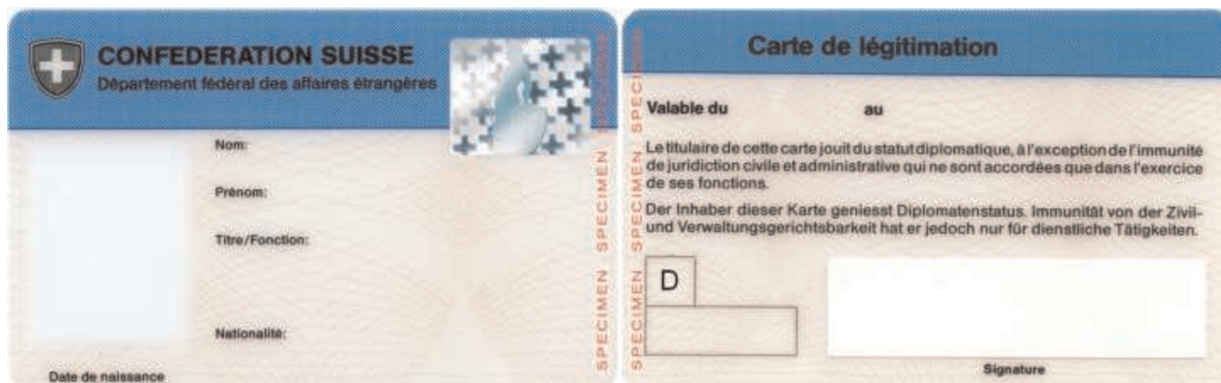 CONFEDERATION SUISSE
Département fédéral des affaires étrangères
Nom:
Prénom:
Titre/Fonction:
Nationalité:
Date de naissance
SPECIMEN SPECIMEN SPECIMEN
Carte de légitimation
SPECIMEN SPECIMEN SPECIMEN
Valable du au
Le titulaire de cette carte jouit du statut diplomatique, à l'exception de l'immunité
de juridiction civile et administrative qui ne sont accordées que dans l'exercice
de ses fonctions.
Der Inhaber dieser Karte geniesst Diplomatenstatus. Immunität von der Zivil-
und Verwaltungsgerichtsbarkeit hat er jedoch nur für dienstliche Tätigkeiten.
D
Signature